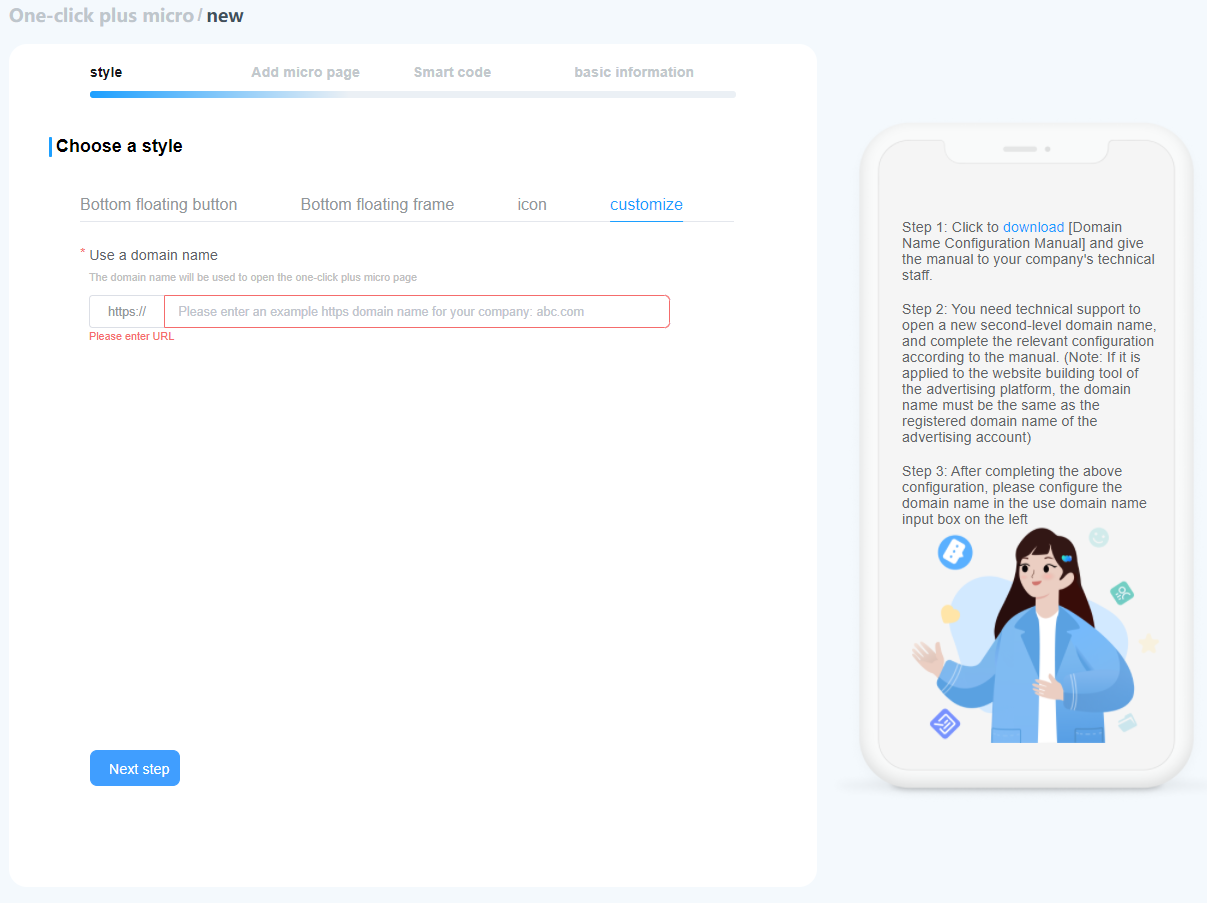 One-click plus micro / new
style
Add micro page
Smart code
basic information
Choose a style
Bottom floating button
Bottom floating frame
icon
customize
* Use a domain name
The domain name will be used to open the one-click plus micro page
https://
Please enter an example https domain name for your company: abc.com
Please enter URL
Next step
Step 1: Click to download [Domain
Name Configuration Manual] and give
the manual to your company's technical
staff.
Step 2: You need technical support to
open a new second-level domain name,
and complete the relevant configuration
according to the manual. (Note: If it is
applied to the website building tool of
the advertising platform, the domain
name must be the same as the
registered domain name of the
advertising account)
Step 3: After completing the above
configuration, please configure the
domain name in the use domain name
input box on the left